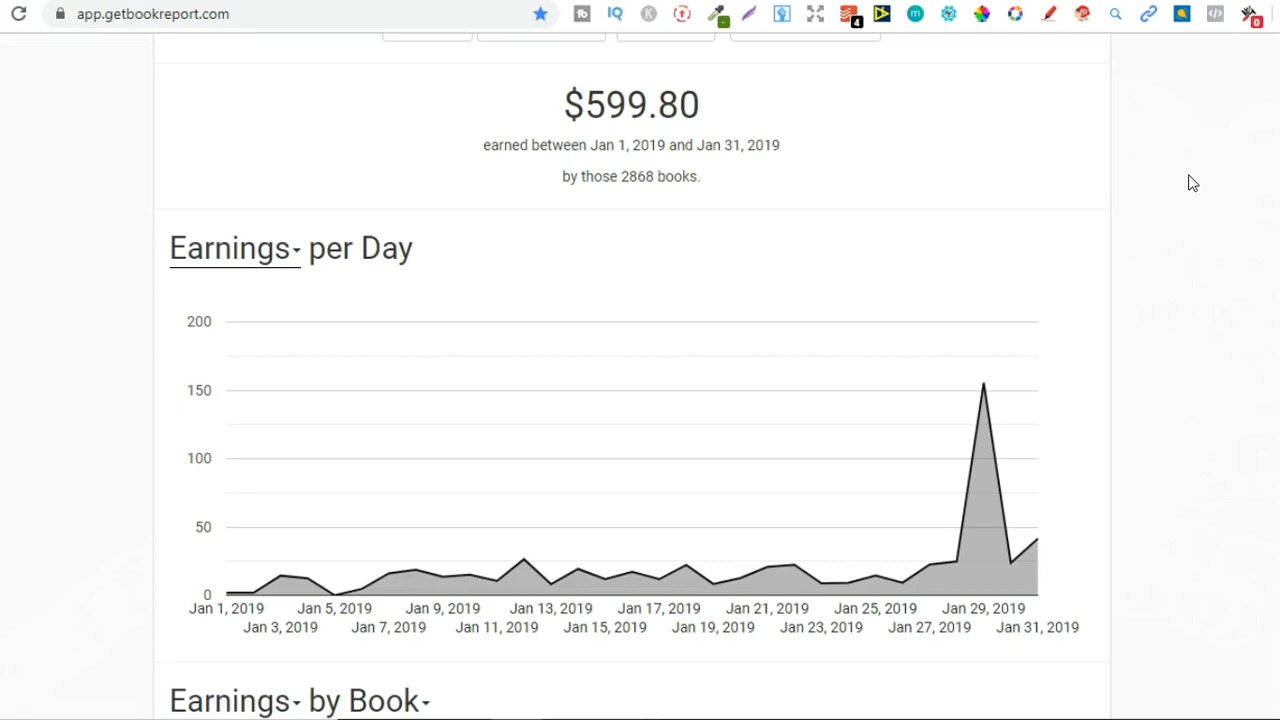 app.getbookreport.com
$599.80
earned between Jan 1, 2019 and Jan 31, 2019
by those 2868 books.
Earnings per Day
200
150
100
50
0
Jan 1, 2019 Jan 5, 2019 Jan 9, 2019 Jan 13, 2019 Jan 17, 2019 Jan 21, 2019 Jan 25, 2019 Jan 29, 2019
Jan 3, 2019 Jan 7, 2019 Jan 11, 2019 Jan 15, 2019 Jan 19, 2019 Jan 23, 2019 Jan 27, 2019 Jan 31, 2019
Earnings by Book